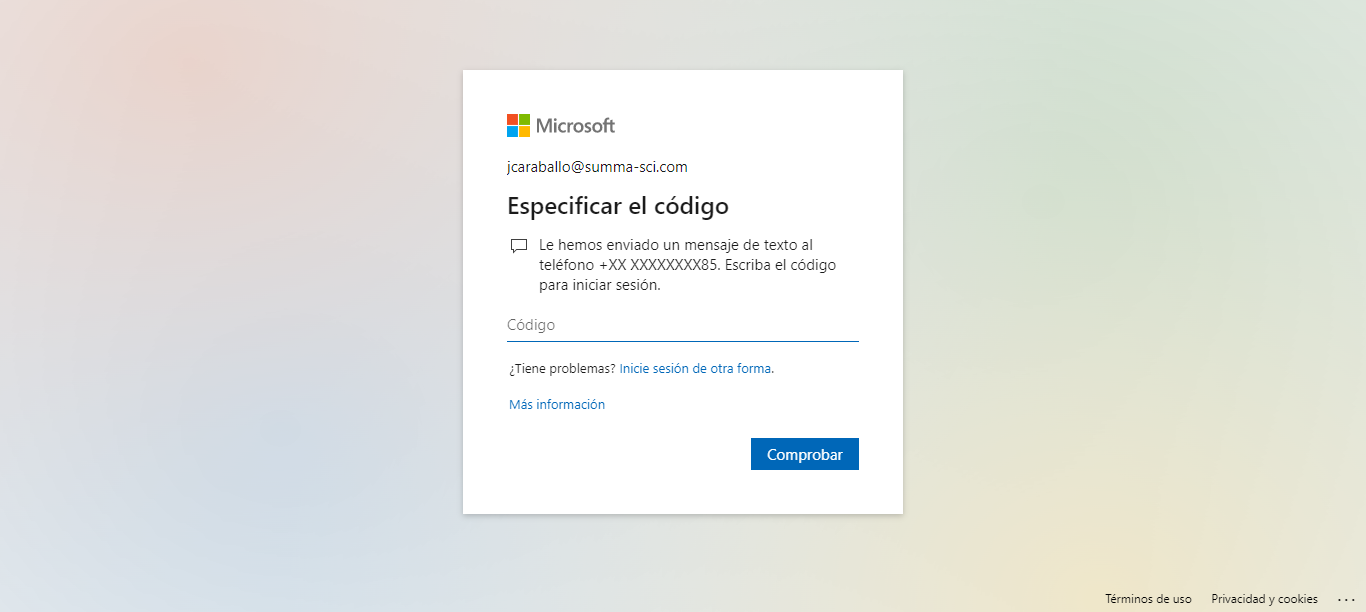 Microsoft
jcaraballo@summa-sci.com
Especificar el código
Le hemos enviado un mensaje de texto al
teléfono +XX XXXXXXXX85. Escriba el código
para iniciar sesión.
Código
¿Tiene problemas? Inicie sesión de otra forma.
Más información
Comprobar
Términos de uso Privacidad y cookies ...